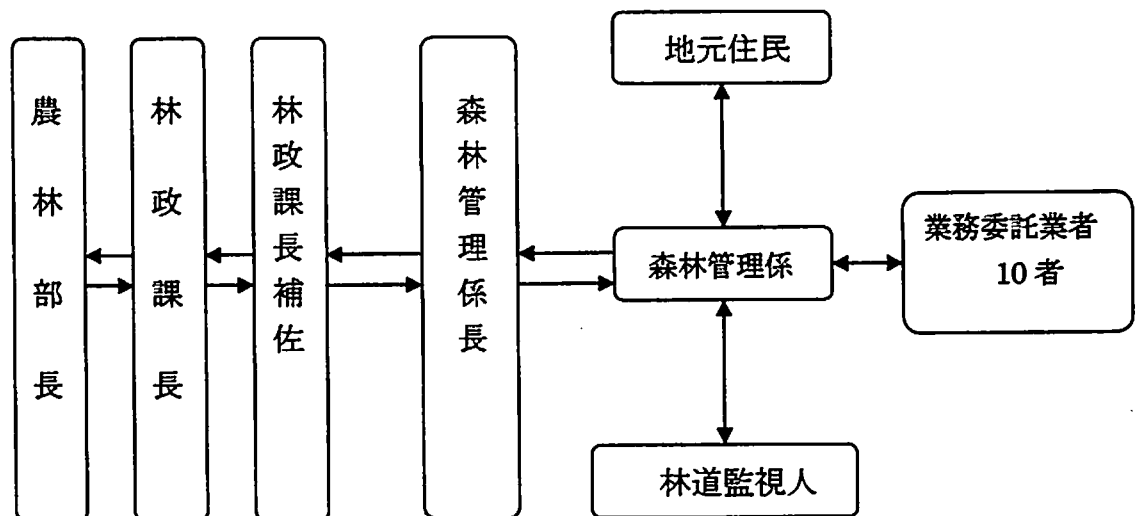 農林部長
林政課長
林政課長補佐
森林管理係長
地元住民
森林管理係
業務委託業者
10者
林道監視人